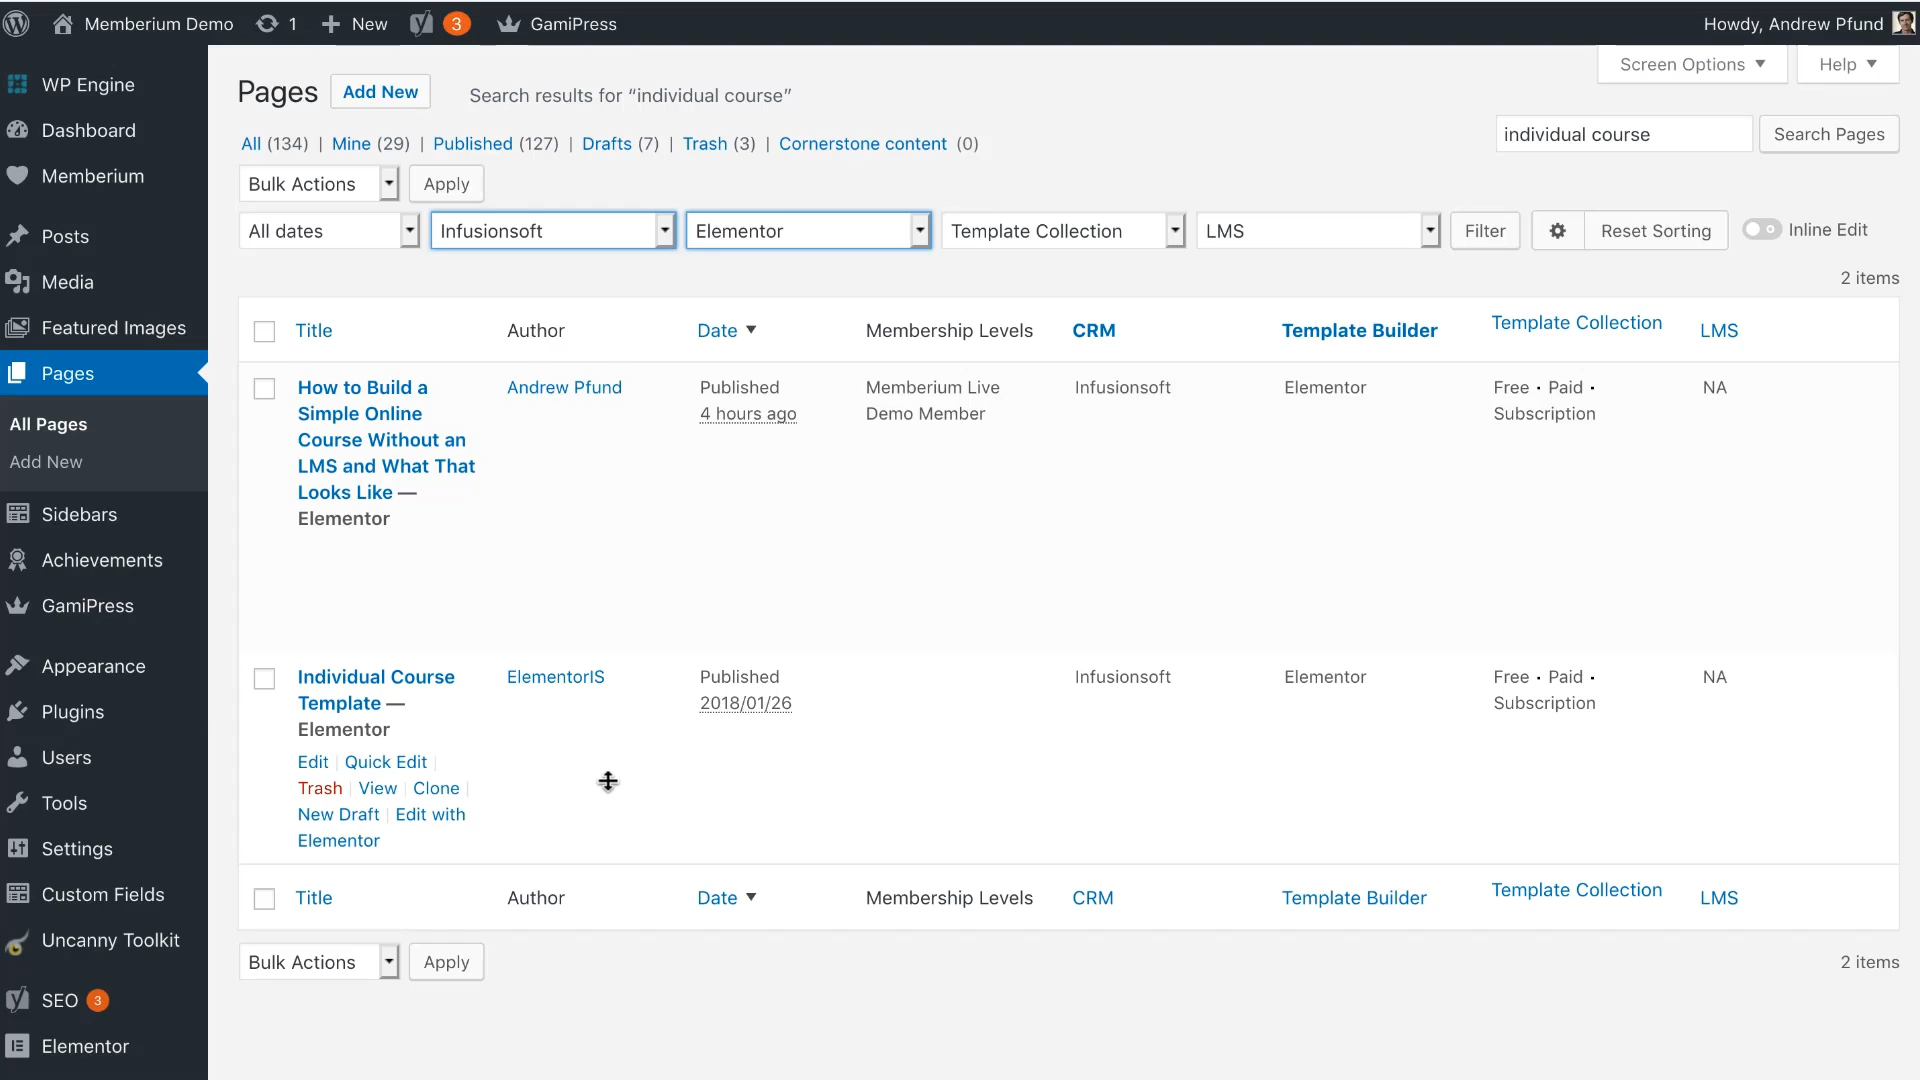 Memberium Demo 1 New 3 GamiPress Howdy, Andrew Pfund
WP Engine
Dashboard
Memberium
Posts
Media
Featured Images
Pages
All Pages
Add New
Sidebars
Achievements
GamiPress
Appearance
Plugins
Users
Tools
Settings
Custom Fields
Uncanny Toolkit
SEO 3
Elementor
Screen Options Help
Pages Add New Search results for “individual course”
All (134) | Mine (29) | Published (127) | Drafts (7) | Trash (3) | Cornerstone content (0)
individual course Search Pages
Bulk Actions Apply
All dates Infusionsoft Elementor Template Collection LMS Filter Reset Sorting Inline Edit
2 items
Title Author Date Membership Levels CRM Template Builder Template Collection LMS
How to Build a Andrew Pfund Published Memberium Live Infusionsoft Elementor Free · Paid · NA
Simple Online 4 hours ago Demo Member Subscription
Course Without an
LMS and What That
Looks Like —
Elementor
Individual Course ElementorIS Published Infusionsoft Elementor Free · Paid · NA
Template — 2018/01/26 Subscription
Elementor
Edit | Quick Edit |
Trash | View | Clone |
New Draft | Edit with
Elementor
Title Author Date Membership Levels CRM Template Builder Template Collection LMS
Bulk Actions Apply 2 items